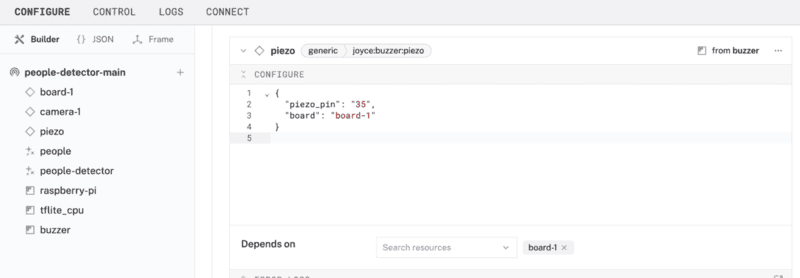 CONFIGURE CONTROL LOGS CONNECT
Builder {} JSON Frame
people-detector-main +
board-1
camera-1
piezo
people
people-detector
raspberry-pi
tflite_cpu
buzzer
piezo generic joyce:buzzer:piezo from buzzer ...
CONFIGURE
1 {
2 "piezo_pin": "35",
3 "board": "board-1"
4 }
5
Depends on Search resources board-1 ×